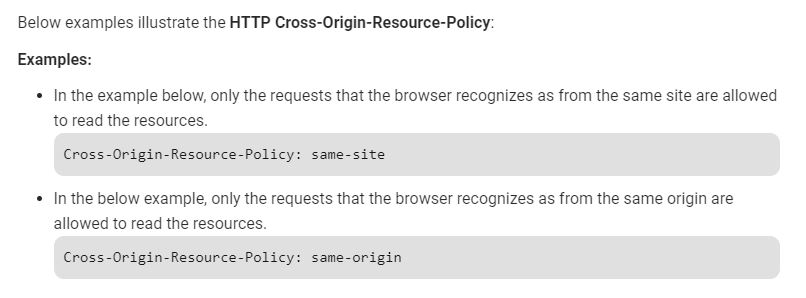 Below examples illustrate the HTTP Cross-Origin-Resource-Policy:
Examples:
• In the example below, only the requests that the browser recognizes as from the same site are allowed
to read the resources.
Cross-Origin-Resource-Policy: same-site
• In the below example, only the requests that the browser recognizes as from the same origin are
allowed to read the resources.
Cross-Origin-Resource-Policy: same-origin